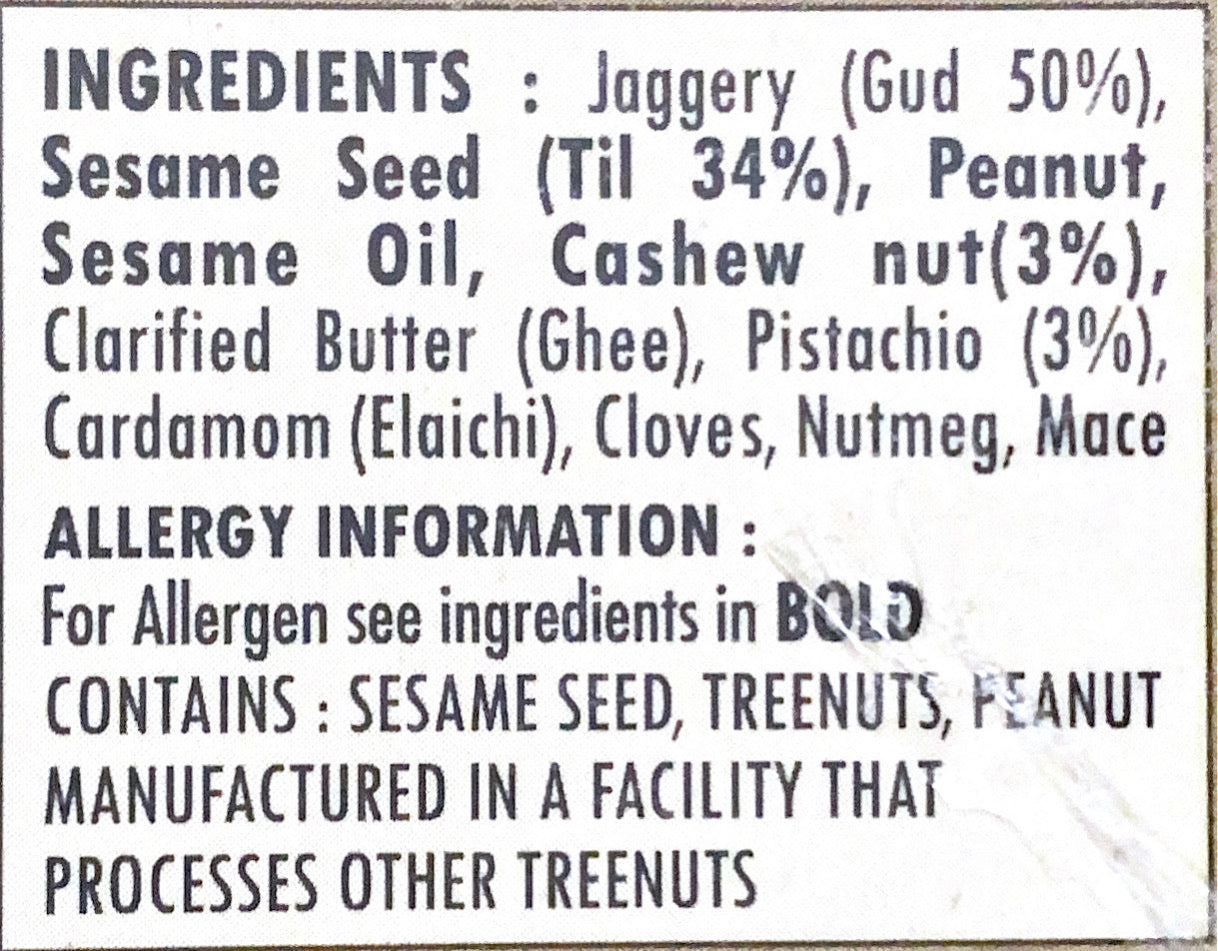 INGREDIENTS : Jaggery (Gud 50%),
Sesame Seed (Til 34%), Peanut,
Sesame Oil, Cashew nut(3%),
Clarified Butter (Ghee), Pistachio (3%),
Cardamom (Elaichi), Cloves, Nutmeg, Mace
ALLERGY INFORMATION :
For Allergen see ingredients in BOLD
CONTAINS : SESAME SEED, TREENUTS, PEANUT
MANUFACTURED IN A FACILITY THAT
PROCESSES OTHER TREENUTS